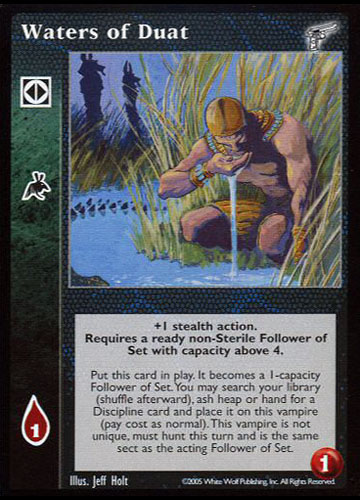 Waters of Duat
+1 stealth action.
Requires a ready non-Sterile Follower of
Set with capacity above 4.
Put this card in play. It becomes a 1-capacity
Follower of Set. You may search your library
(shuffle afterward), ash heap or hand for a
Discipline card and place it on this vampire
(pay cost as normal). This vampire is not
unique, must hunt this turn and is the same
sect as the acting Follower of Set.
1
1
Illus. Jeff Holt
©2005 White Wolf Publishing, Inc. All Rights Reserved.